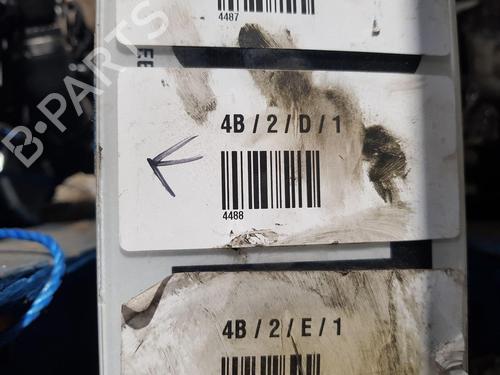 4487
4B / 2 / D / 1
4488
4B / 2 / E / 1
B-PARTS